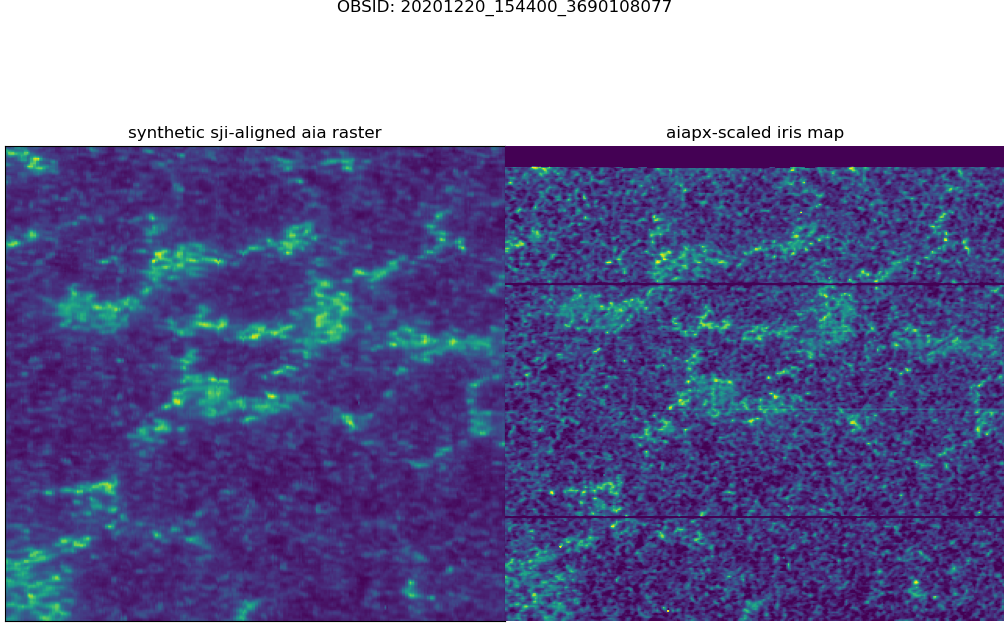 OBSID: 20201220_154400_3690108077
synthetic sji-aligned aia raster
aiapx-scaled iris map